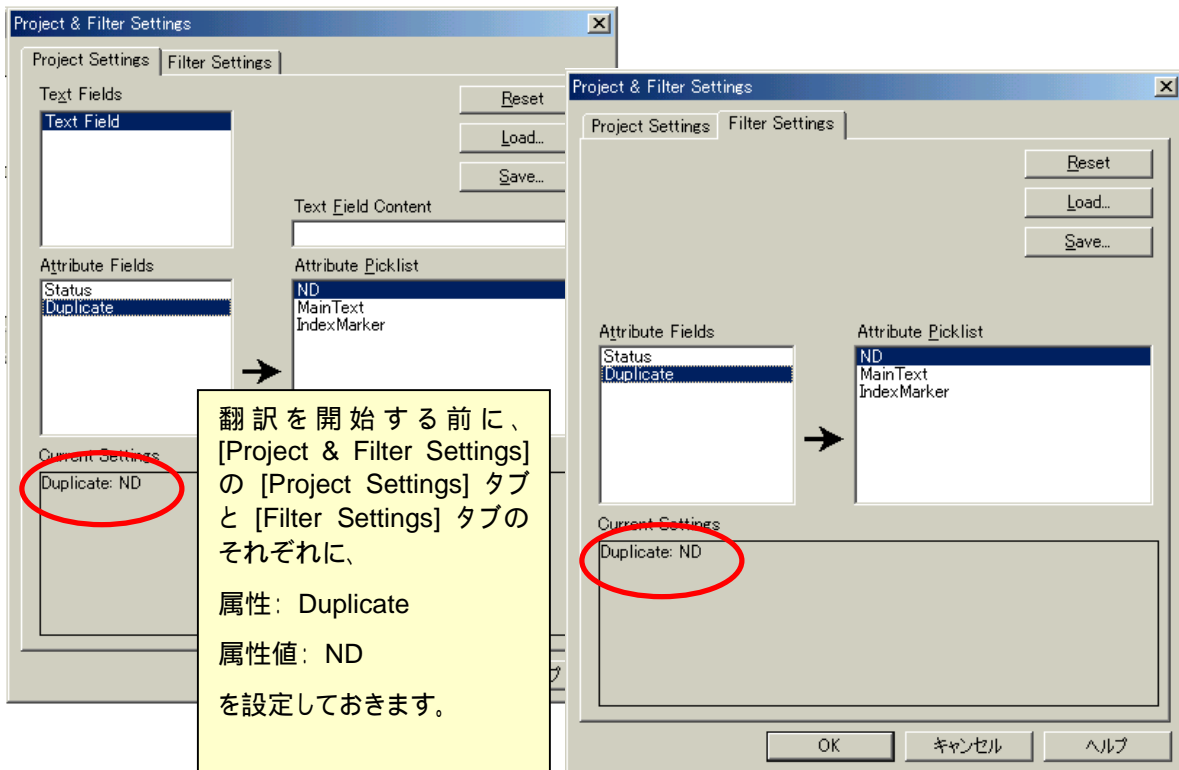 Project & Filter Settings
Project Settings
Filter Settings
Text Fields
Text Field
Reset
Load...
Save...
Text Field Content
Attribute Fields
Status
Duplicate
Attribute Picklist
ND
MainText
IndexMarker
Current Settings
Duplicate: ND
翻訳を開始する前に、
[Project & Filter Settings]
の [Project Settings] タブ
と [Filter Settings] タブの
それぞれに、
属性: Duplicate
属性値: ND
を設定しておきます。
プ
Project & Filter Settings
Project Settings
Filter Settings
Reset
Load...
Save...
Attribute Fields
Status
Duplicate
Attribute Picklist
ND
MainText
IndexMarker
Current Settings
Duplicate: ND
OK
キャンセル
ヘルプ